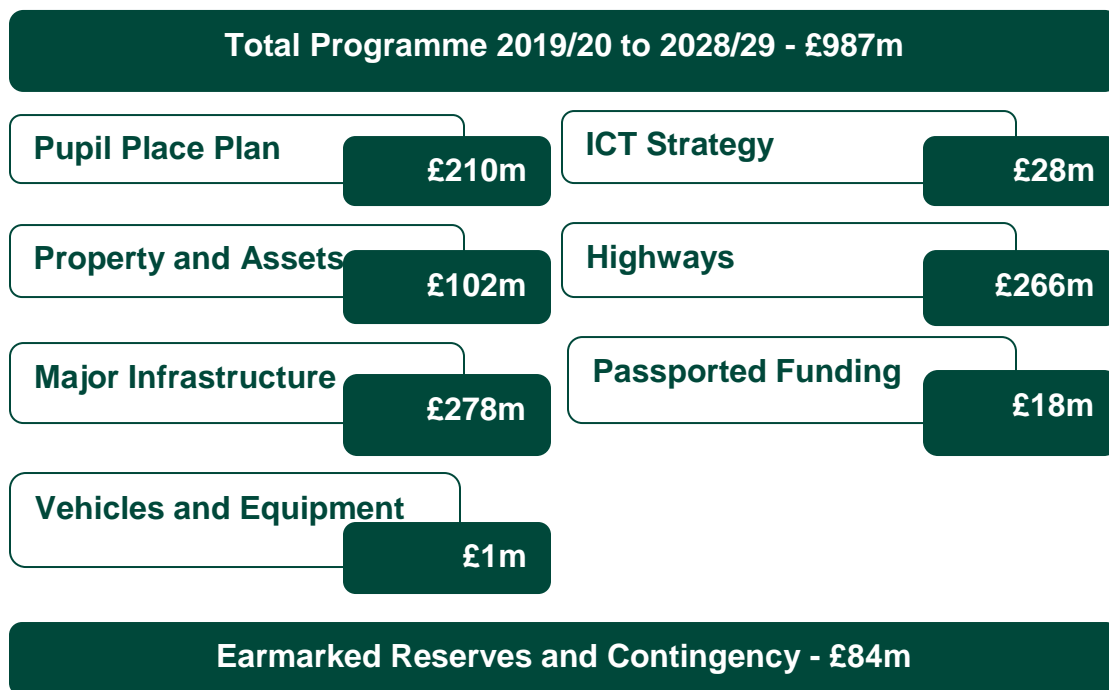 Total Programme 2019/20 to 2028/29 - £987m
Pupil Place Plan
£210m
ICT Strategy
£28m
Property and Assets
£102m
Highways
£266m
Major Infrastructure
£278m
Passported Funding
£18m
Vehicles and Equipment
£1m
Earmarked Reserves and Contingency - £84m